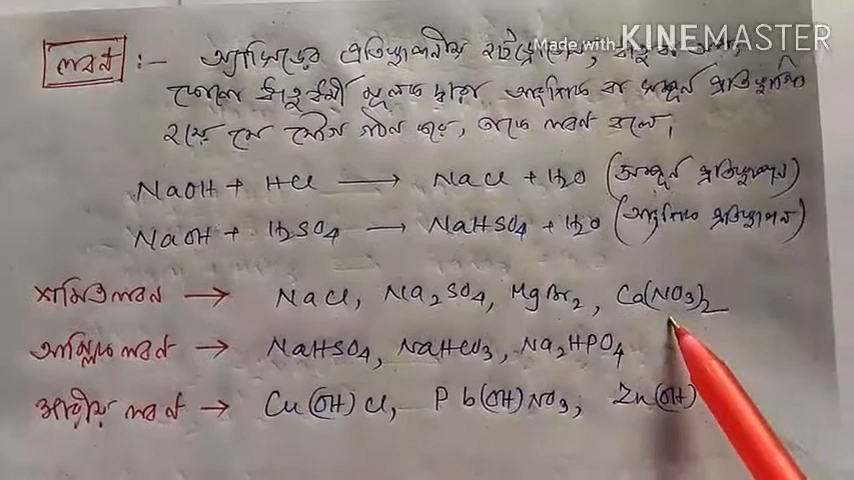 Made with KINEMASTER
লবণ :- অ্যাসিডের প্রতিস্থাপনীয় হাইড্রোজেন, ধাতু বা অন্য
কোনো ধাতুধর্মী মূলক দ্বারা আংশিক বা সম্পূর্ণ প্রতিস্থাপিত
হয়ে যে যৌগ গঠন করে, তাকে লবণ বলে।
NaOH + HCl ⟶ NaCl + H2O (সম্পূর্ণ প্রতিস্থাপন)
NaOH + H2SO4 ⟶ NaHSO4 + H2O (আংশিক প্রতিস্থাপন)
শমিত লবণ → NaCl, Na2SO4, MgBr2, Ca(NO3)2
আম্লিক লবণ → NaHSO4, NaHCO3, Na2HPO4
ক্ষারীয় লবণ → Cu(OH)Cl, Pb(OH)NO3, Zn(OH)